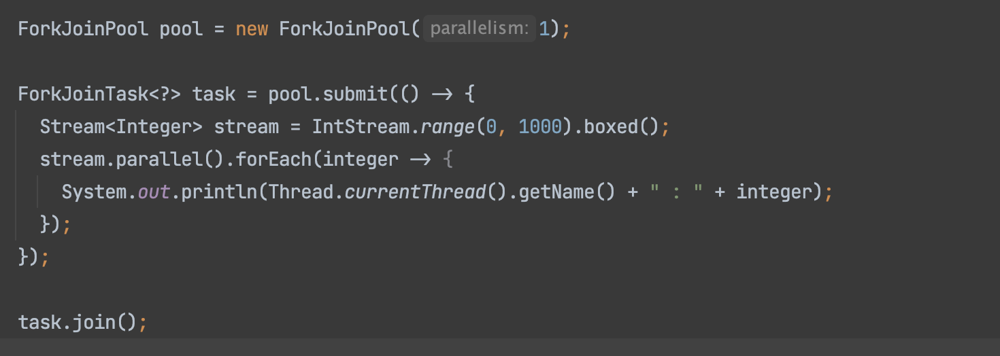 ForkJoinPool pool = new ForkJoinPool( parallelism: 1);
ForkJoinTask<?> task = pool.submit(() -> {
Stream<Integer> stream = IntStream.range(0, 1000).boxed();
stream.parallel().forEach(integer -> {
System.out.println(Thread.currentThread().getName() + " : " + integer);
});
});
task.join();